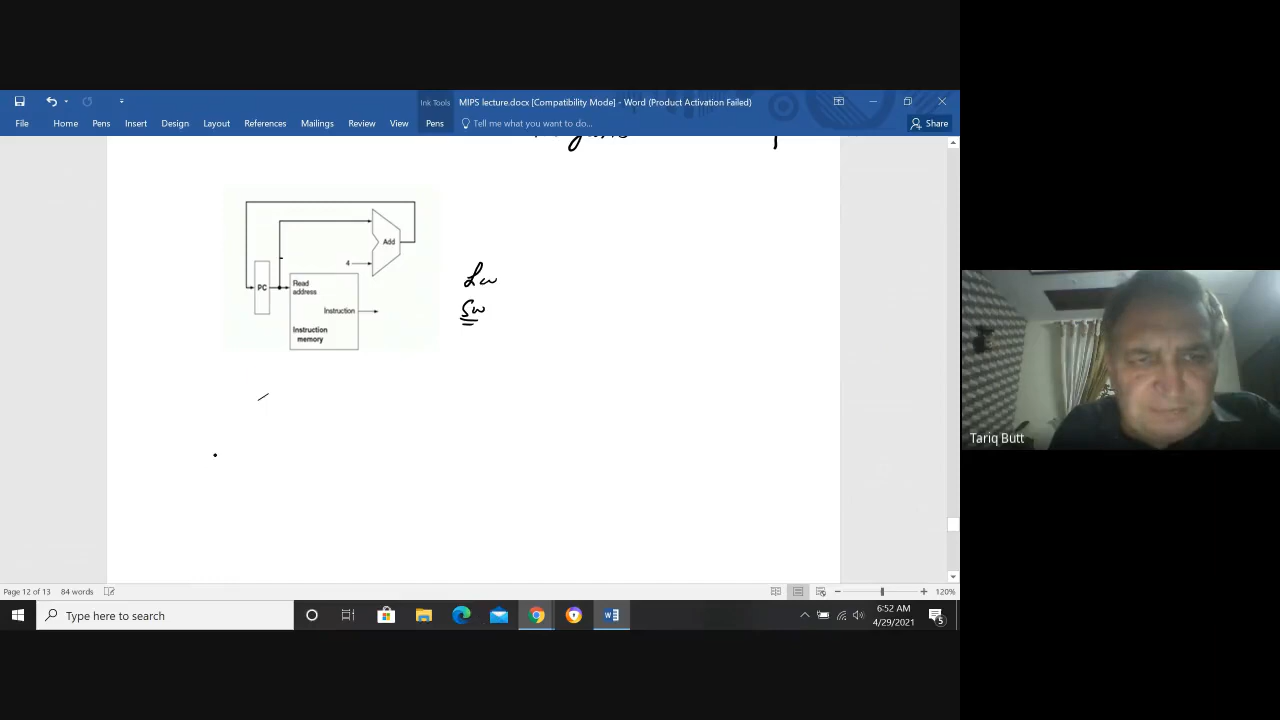 Ink Tools
MIPS lecture.docx [Compatibility Mode] - Word (Product Activation Failed)
File Home Pens Insert Design Layout References Mailings Review View Pens Tell me what you want to do... Share
Add
4
PC
Read
address
Instruction
Instruction
memory
Lw
Sw
Tariq Butt
Page 12 of 13 84 words 120%
Type here to search
6:52 AM
4/29/2021
5